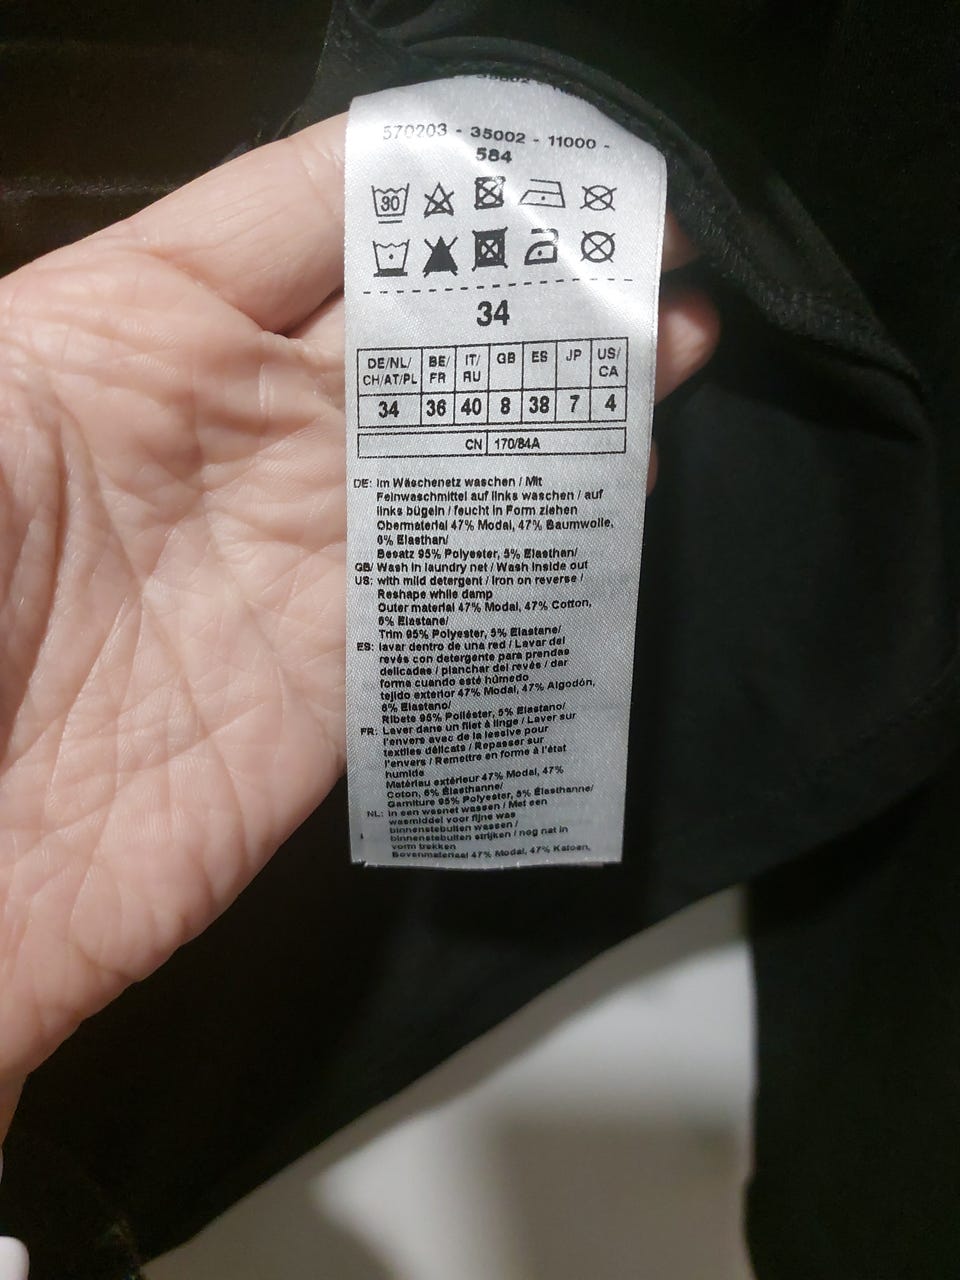 570203 - 35002 - 11000 -
584
30
34
DE/NL/ CH/AT/PL BE/ FR IT/ RU GB ES JP US/ CA
34 36 40 8 38 7 4
CN 170/84A
DE: Im Wäschenetz waschen / Mit
Feinwaschmittel auf links waschen / auf
links bügeln / feucht in Form ziehen
Obermaterial 47% Modal, 47% Baumwolle,
6% Elasthan/
Besatz 95% Polyester, 5% Elasthan/
GB/ Wash in laundry net / Wash inside out
US: with mild detergent / Iron on reverse /
Reshape while damp
Outer material 47% Modal, 47% Cotton,
6% Elastane/
Trim 95% Polyester, 5% Elastane/
ES: lavar dentro de una red / Lavar del
revés con detergente para prendas
delicadas / planchar del revés / dar
forma cuando esté húmedo
tejido exterior 47% Modal, 47% Algodón,
6% Elastano/
Ribete 95% Poliéster, 5% Elastano/
FR: Laver dans un filet à linge / Laver sur
l'envers avec de la lessive pour
textiles délicats / Repasser sur
l'envers / Remettre en forme à l'état
humide
Matériau extérieur 47% Modal, 47%
Coton, 6% Élasthanne/
Garniture 95% Polyester, 5% Élasthanne/
NL: In een wasnet wassen / Met een
wasmiddel voor fijne was
binnenstebuiten wassen /
binnenstebuiten strijken / nog nat in
vorm trekken
Bovenmateriaal 47% Modal, 47% Katoen,